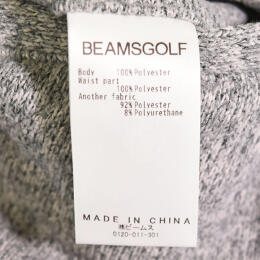 BEAMSGOLF
Body 100% Polyester
Waist part
100% Polyester
Another fabric
92% Polyester
8% Polyurethane
MADE IN CHINA
㈱ビームス
0120-011-301